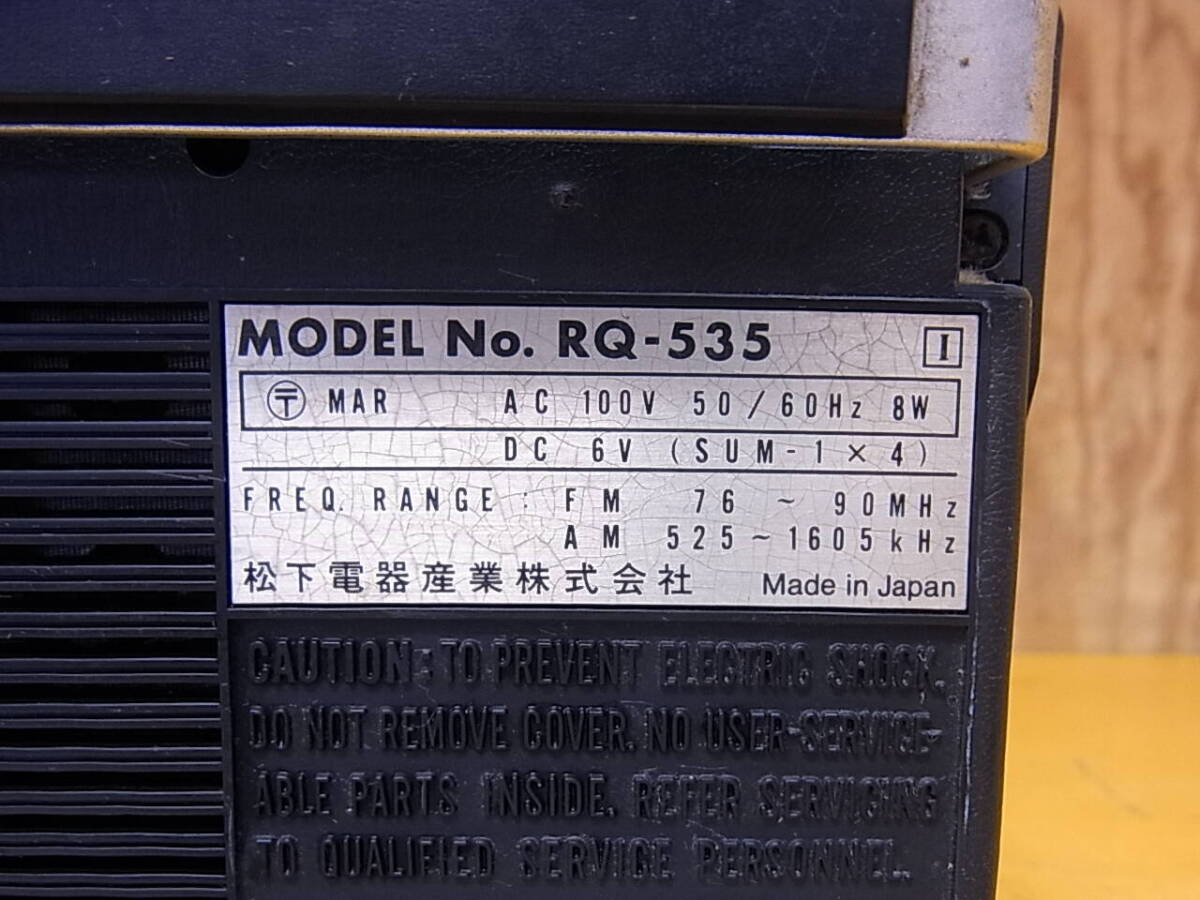 MODEL No. RQ-535 I
〒 MAR AC 100V 50/60Hz 8W
DC 6V (SUM-1×4)
FREQ. RANGE: FM 76~90MHz
AM 525~1605kHz
松下電器産業株式会社 Made in Japan
CAUTION: TO PREVENT ELECTRIC SHOCK,
DO NOT REMOVE COVER. NO USER-SERVICE-
ABLE PARTS INSIDE. REFER SERVICING
TO QUALIFIED SERVICE PERSONNEL.